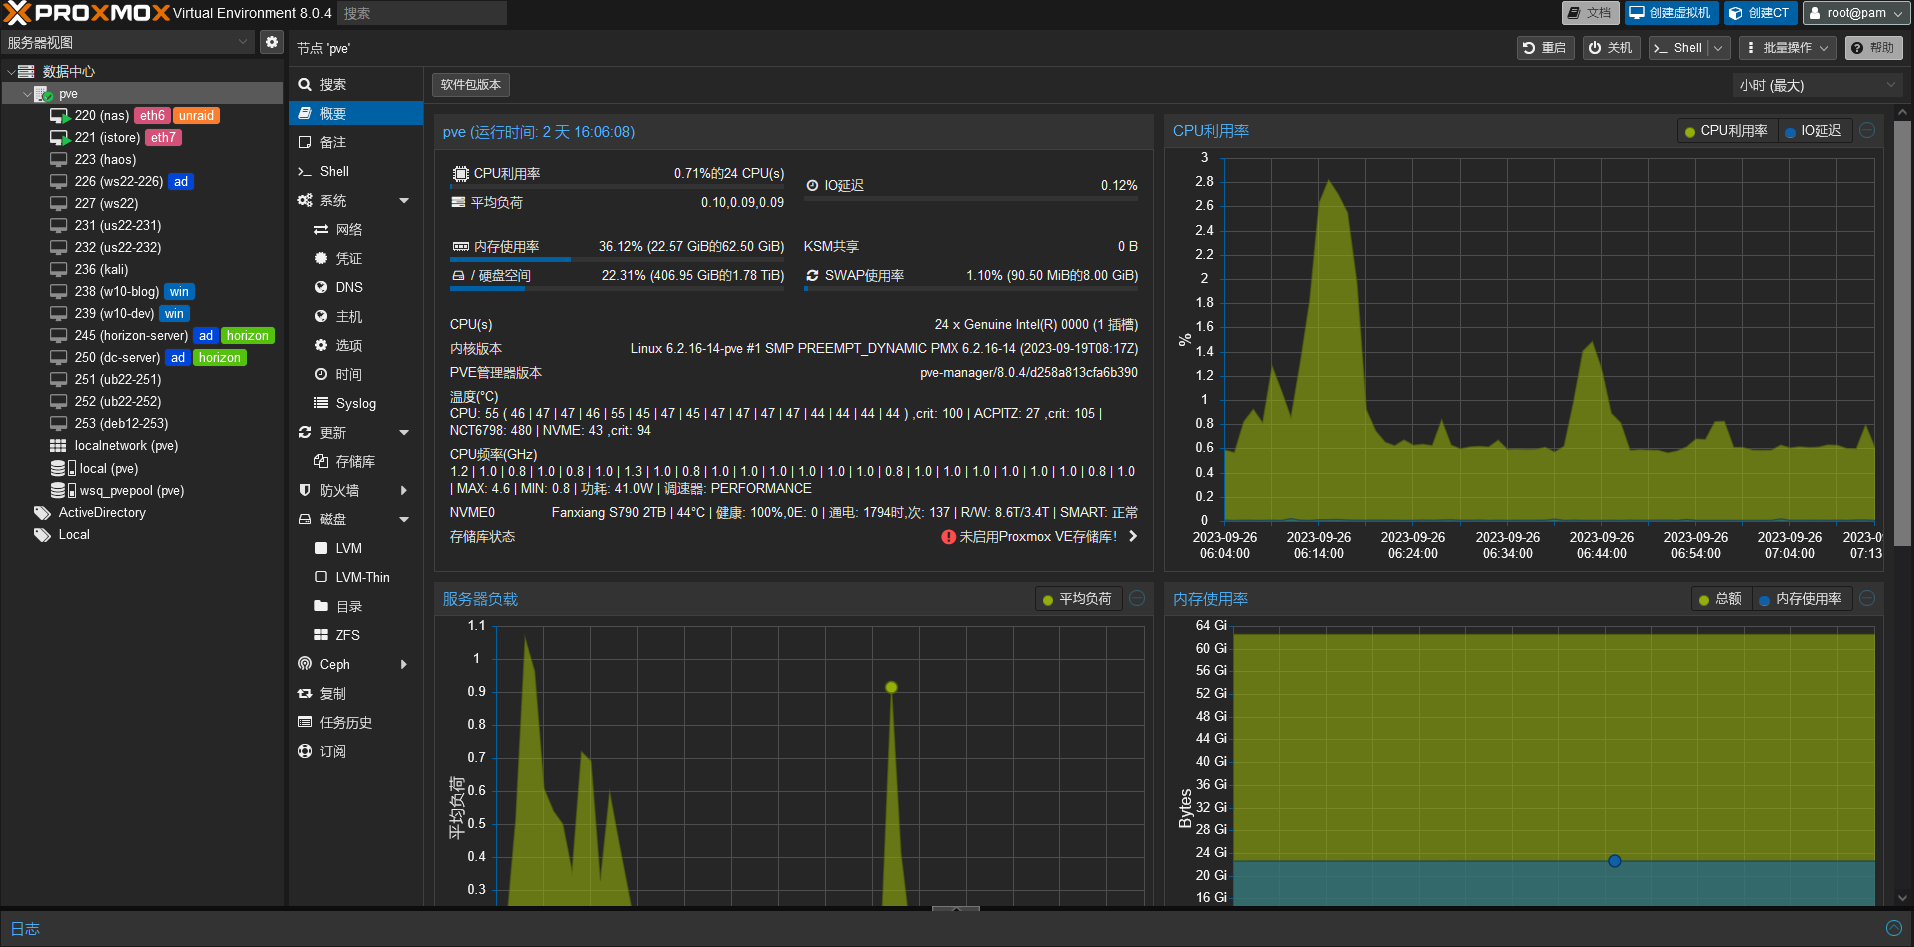 PROXMOX Virtual Environment 8.0.4 搜索 文档 创建虚拟机 创建CT root@pam
服务器视图
节点 'pve' 重启 关机 Shell 批量操作 帮助
数据中心
pve
220 (nas) eth6 unraid
221 (istore) eth7
223 (haos)
226 (ws22-226) ad
227 (ws22)
231 (us22-231)
232 (us22-232)
236 (kali)
238 (w10-blog) win
239 (w10-dev) win
245 (horizon-server) ad horizon
250 (dc-server) ad horizon
251 (ub22-251)
252 (ub22-252)
253 (deb12-253)
localnetwork (pve)
local (pve)
wsq_pvepool (pve)
ActiveDirectory
Local
搜索
概要
备注
Shell
系统
网络
凭证
DNS
主机
选项
时间
Syslog
更新
存储库
防火墙
磁盘
LVM
LVM-Thin
目录
ZFS
Ceph
复制
任务历史
订阅
软件包版本 小时 (最大)
pve (运行时间: 2 天 16:06:08)
CPU利用率 0.71%的24 CPU(s)
IO延迟 0.12%
平均负荷 0.10,0.09,0.09
内存使用率 36.12% (22.57 GiB的62.50 GiB) KSM共享 0 B
/ 硬盘空间 22.31% (406.95 GiB的1.78 TiB) SWAP使用率 1.10% (90.50 MiB的8.00 GiB)
CPU(s) 24 x Genuine Intel(R) 0000 (1 插槽)
内核版本 Linux 6.2.16-14-pve #1 SMP PREEMPT_DYNAMIC PMX 6.2.16-14 (2023-09-19T08:17Z)
PVE管理器版本 pve-manager/8.0.4/d258a813cfa6b390
温度(°C)
CPU: 55 ( 46 | 47 | 47 | 46 | 55 | 45 | 47 | 45 | 47 | 47 | 47 | 47 | 44 | 44 | 44 | 44 ) ,crit: 100 | ACPITZ: 27 ,crit: 105 |
NCT6798: 480 | NVME: 43 ,crit: 94
CPU频率(GHz)
1.2 | 1.0 | 0.8 | 1.0 | 0.8 | 1.0 | 1.3 | 1.0 | 0.8 | 1.0 | 1.0 | 1.0 | 1.0 | 1.0 | 1.0 | 0.8 | 1.0 | 1.0 | 1.0 | 1.0 | 1.0 | 1.0 | 0.8 | 1.0
| MAX: 4.6 | MIN: 0.8 | 功耗: 41.0W | 调速器: PERFORMANCE
NVME0 Fanxiang S790 2TB | 44°C | 健康: 100%,0E: 0 | 通电: 1794时,次: 137 | R/W: 8.6T/3.4T | SMART: 正常
存储库状态 未启用Proxmox VE存储库!
CPU利用率 CPU利用率 IO延迟
3
2.8
2.6
2.4
2.2
2
1.8
1.6
1.4
1.2
1
0.8
0.6
0.4
0.2
0
%
2023-09-26 2023-09-26 2023-09-26 2023-09-26 2023-09-26 2023-09-26 2023-09-26 2023-0
06:04:00 06:14:00 06:24:00 06:34:00 06:44:00 06:54:00 07:04:00 07:13
服务器负载 平均负荷
1.1
1
0.9
0.8
0.7
0.6
0.5
0.4
0.3
平均负荷
内存使用率 总额 内存使用率
64 Gi
60 Gi
56 Gi
52 Gi
48 Gi
44 Gi
40 Gi
36 Gi
32 Gi
28 Gi
24 Gi
20 Gi
16 Gi
Bytes
日志